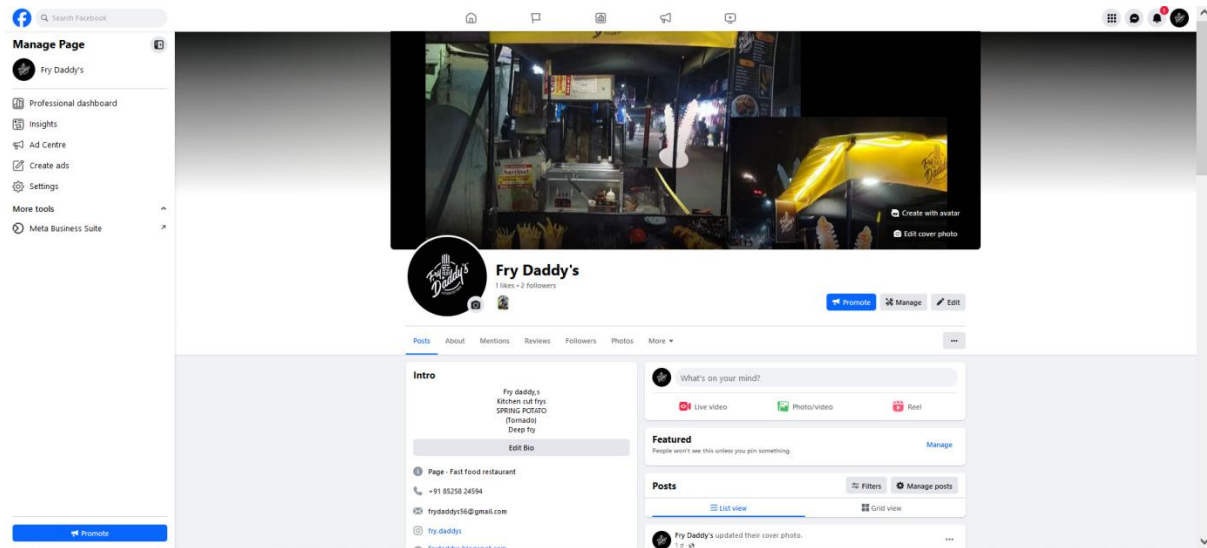 Search Facebook
1
Manage Page
Fry Daddy's
Professional dashboard
Insights
Ad Centre
Create ads
Settings
More tools
Meta Business Suite
Promote
Create with avatar
Edit cover photo
Fry Daddy's
Fry Daddy's
1 likes • 2 followers
Promote
Manage
Edit
Posts About Mentions Reviews Followers Photos More
Intro
Fry daddy,s
Kitchen cut frys
SPRING POTATO
(Tornado)
Deep fry
Edit Bio
Page · Fast food restaurant
+91 85258 24594
frydaddys56@gmail.com
fry.daddys
What's on your mind?
Live video
Photo/video
Reel
Featured
Manage
People won't see this unless you pin something.
Posts
Filters
Manage posts
List view
Grid view
Fry Daddy's updated their cover photo.
1 d